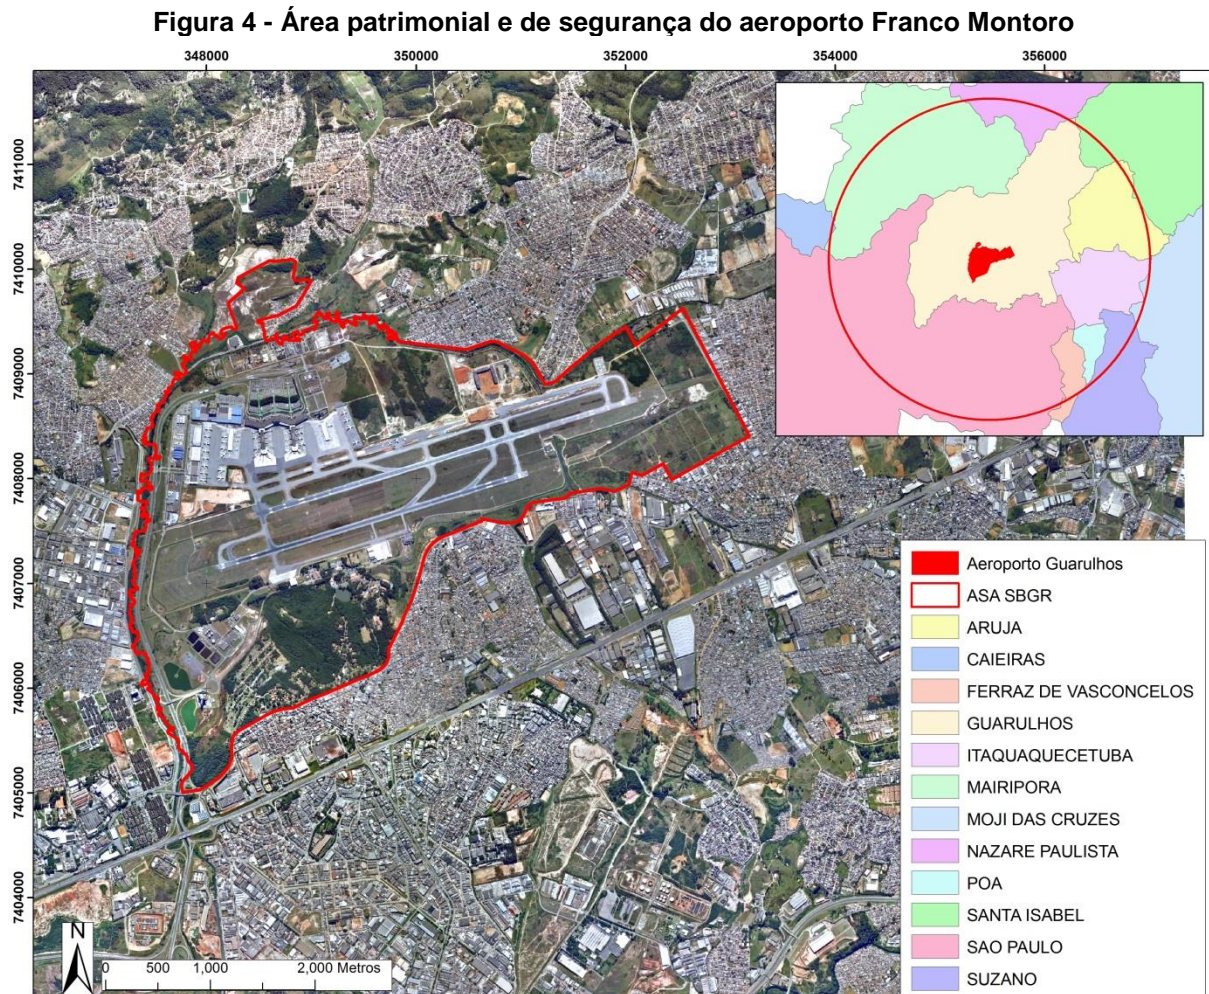 Figura 4 - Área patrimonial e de segurança do aeroporto Franco Montoro
348000
350000
352000
354000
356000
7411000
7410000
7409000
7408000
7407000
7406000
7405000
7404000
Aeroporto Guarulhos
ASA SBGR
ARUJA
CAIEIRAS
FERRAZ DE VASCONCELOS
GUARULHOS
ITAQUAQUECETUBA
MAIRIPORA
MOJI DAS CRUZES
NAZARE PAULISTA
POA
SANTA ISABEL
SAO PAULO
SUZANO
N
0 500 1,000 2,000 Metros